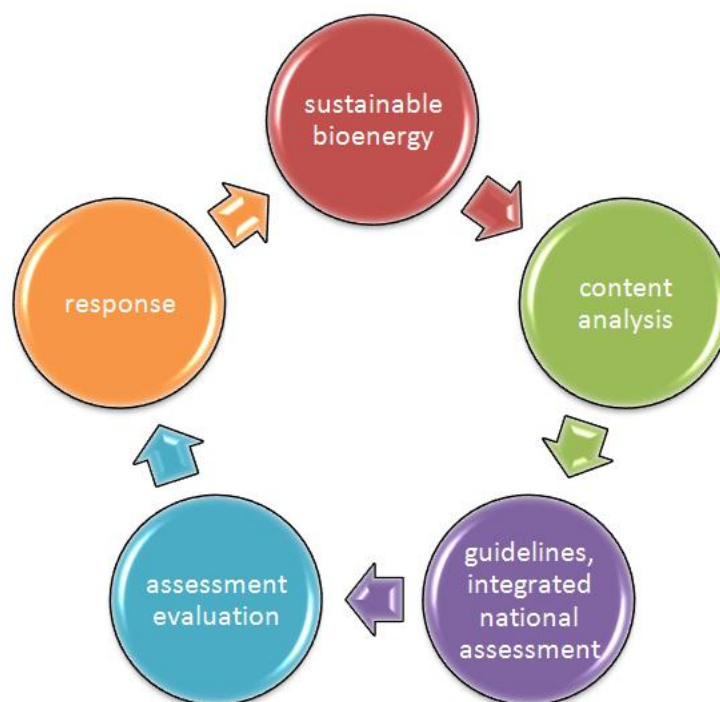 sustainable
bioenergy
content
analysis
guidelines,
integrated
national
assessment
assessment
evaluation
response